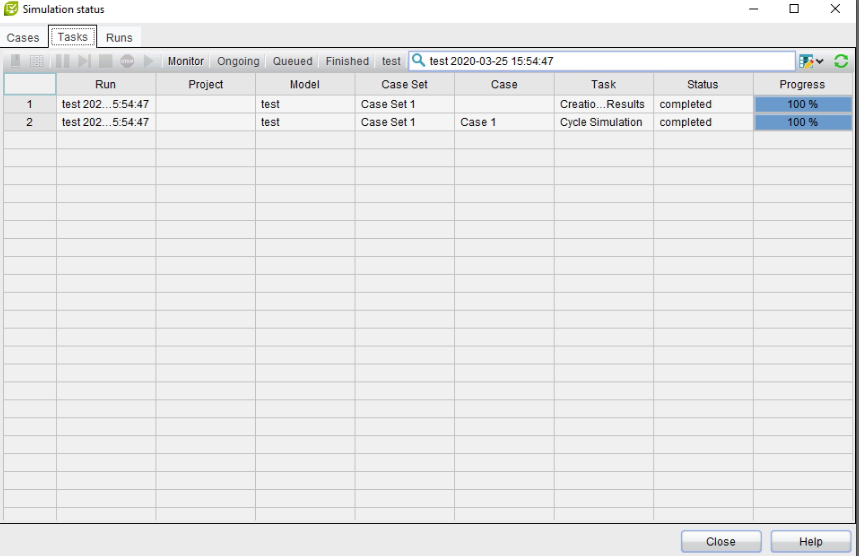 Simulation status
Cases Tasks Runs
Monitor Ongoing Queued Finished test test 2020-03-25 15:54:47
Run Project Model Case Set Case Task Status Progress
1 test 202...5:54:47 test Case Set 1 Creatio...Results completed 100 %
2 test 202...5:54:47 test Case Set 1 Case 1 Cycle Simulation completed 100 %
Close Help